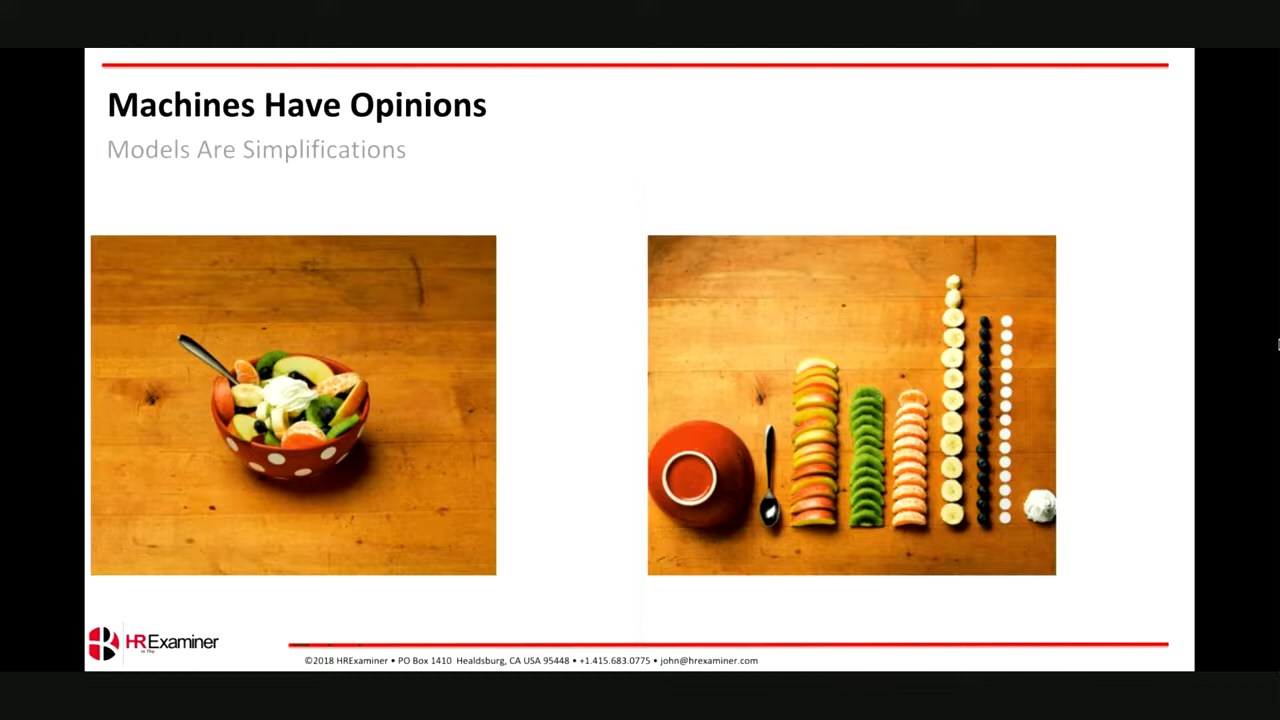 Machines Have Opinions
Models Are Simplifications
HRExaminer
©2018 HRExaminer • PO Box 1410 Healdsburg, CA USA 95448 • +1.415.683.0775 • john@hrexaminer.com